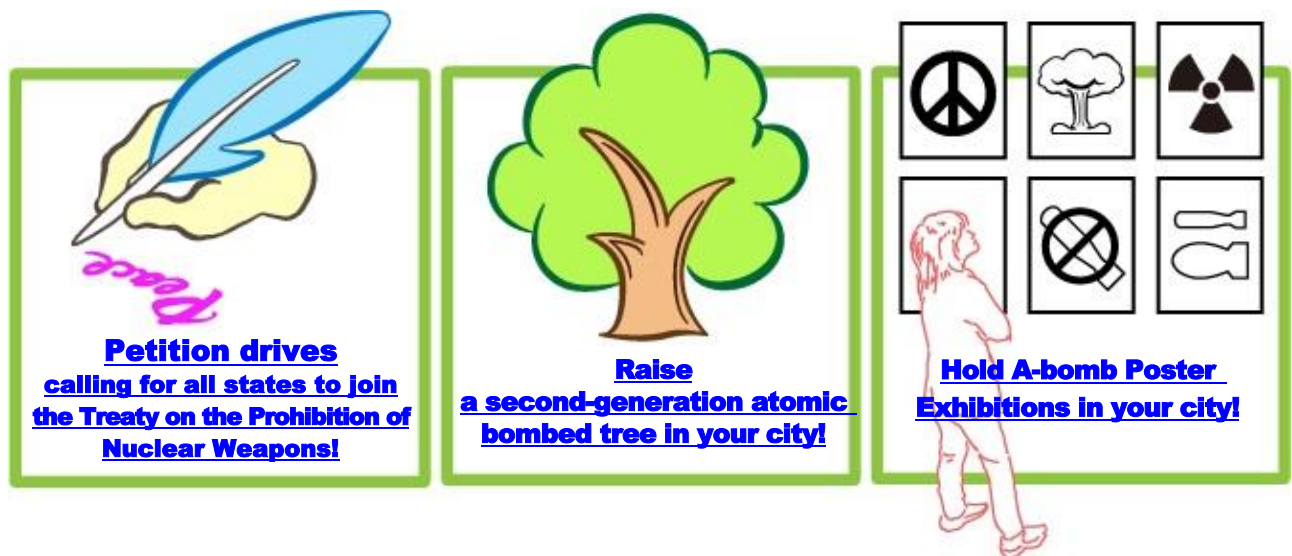 Peace
Petition drives
calling for all states to join
the Treaty on the Prohibition of
Nuclear Weapons!
Raise
a second-generation atomic
bombed tree in your city!
Hold A-bomb Poster
Exhibitions in your city!